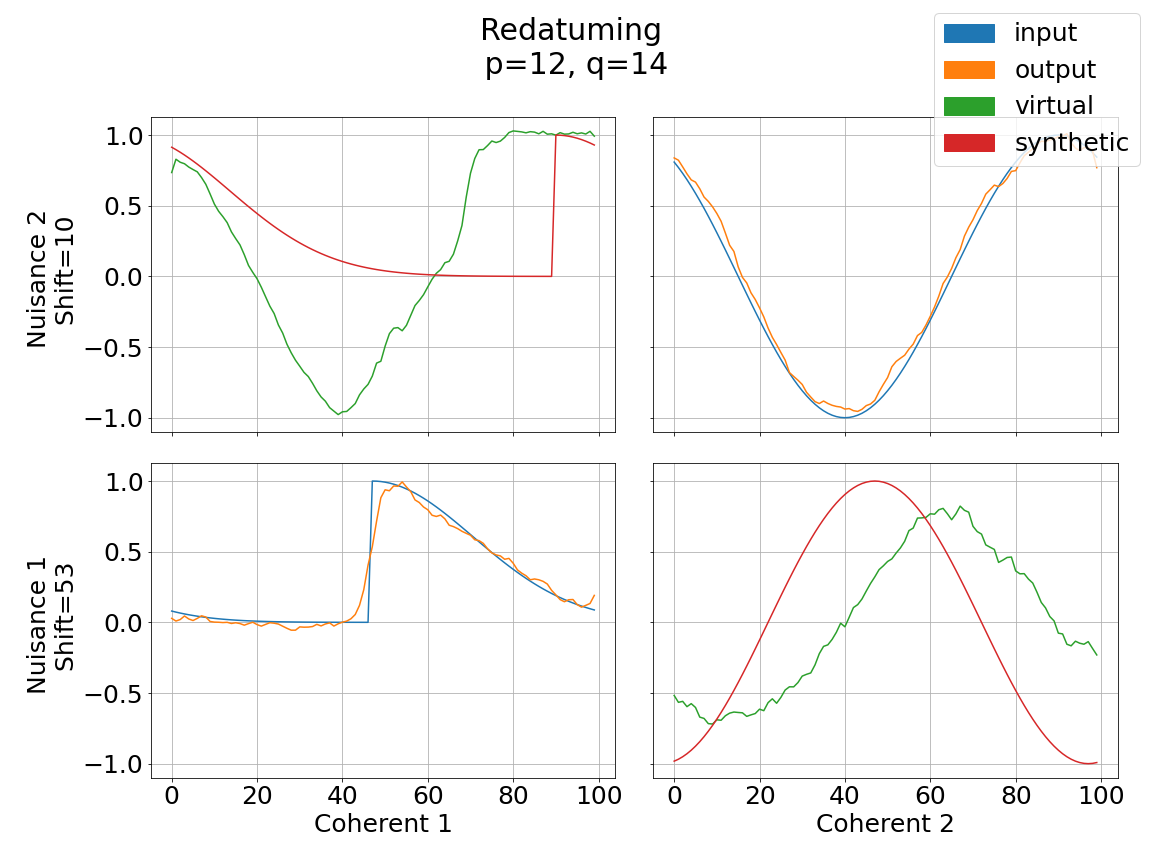 Redatuming
p=12, q=14
input
output
virtual
synthetic
Nuisance 2
Shift=10
1.0
0.5
0.0
−0.5
−1.0
Nuisance 1
Shift=53
1.0
0.5
0.0
−0.5
−1.0
0 20 40 60 80 100
Coherent 1
0 20 40 60 80 100
Coherent 2